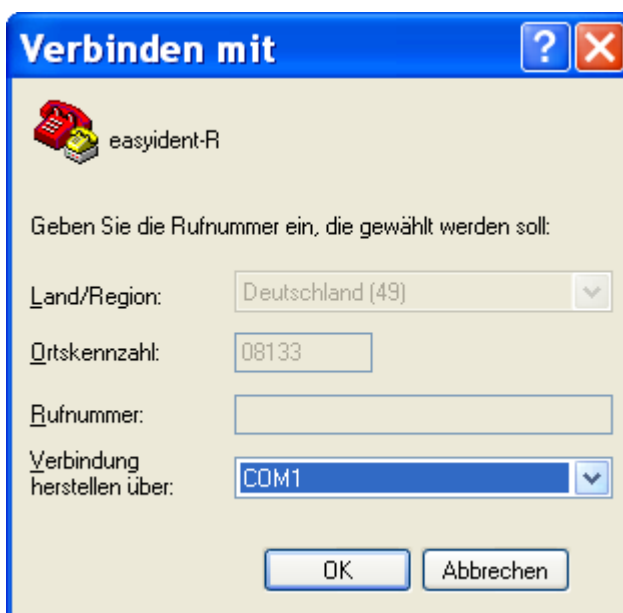 Verbinden mit
easyident-R
Geben Sie die Rufnummer ein, die gewählt werden soll:
Land/Region: Deutschland (49)
Ortskennzahl: 08133
Rufnummer:
Verbindung
herstellen über: COM1
OK Abbrechen